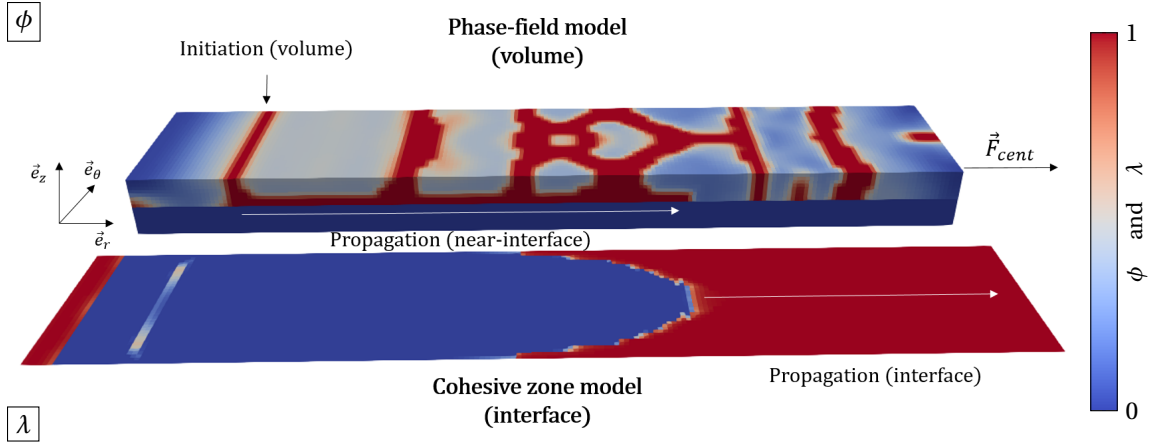 ϕ
Phase-field model
(volume)
Initiation (volume)
1
F⃗cent
e⃗z
e⃗θ
e⃗r
Propagation (near-interface)
ϕ and λ
Propagation (interface)
Cohesive zone model
(interface)
0
λ